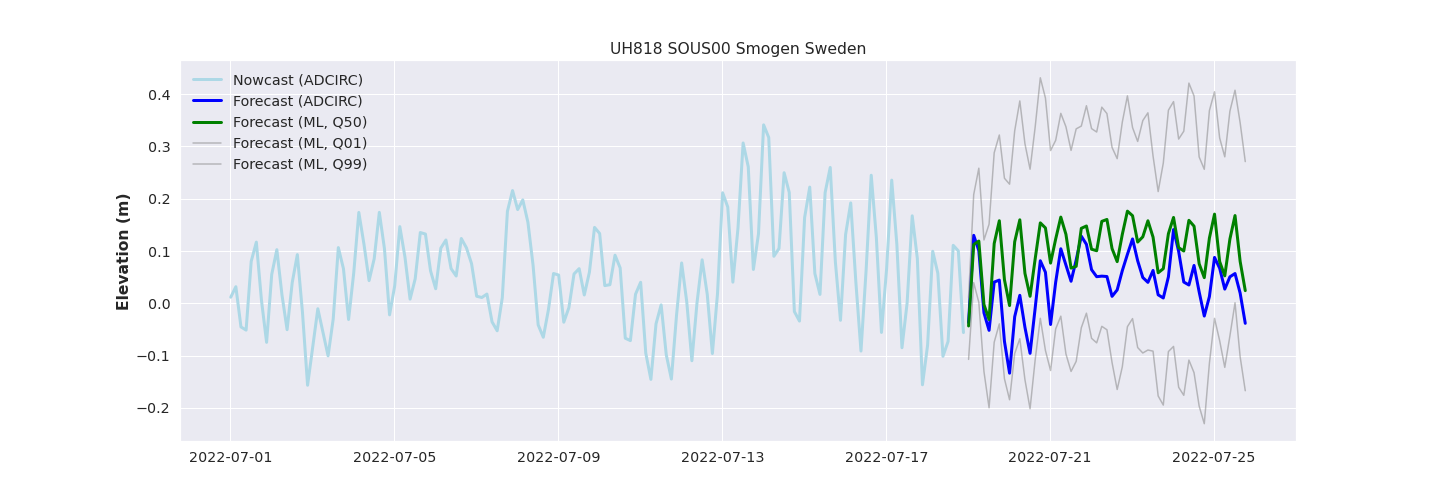 UH818 SOUS00 Smogen Sweden
Nowcast (ADCIRC)
Forecast (ADCIRC)
Forecast (ML, Q50)
Forecast (ML, Q01)
Forecast (ML, Q99)
Elevation (m)
0.4
0.3
0.2
0.1
0.0
−0.1
−0.2
2022-07-01 2022-07-05 2022-07-09 2022-07-13 2022-07-17 2022-07-21 2022-07-25